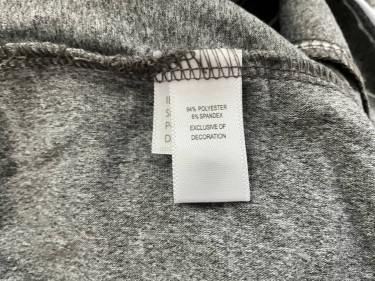 94% POLYESTER
6% SPANDEX
EXCLUSIVE OF
DECORATION